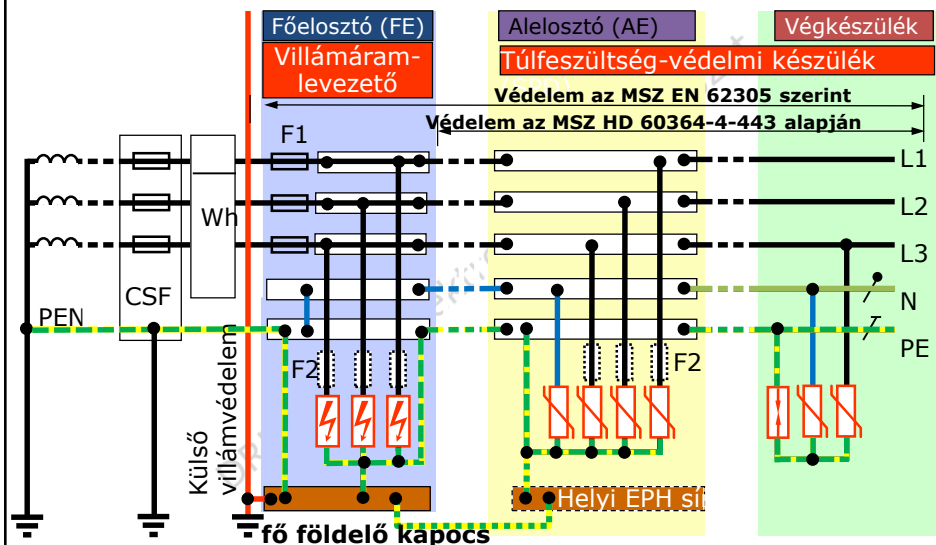 Főelosztó (FE)
Alelosztó (AE)
Végkészülék
Villámáram-
levezető
Túlfeszültség-védelmi készülék
Védelem az MSZ EN 62305 szerint
Védelem az MSZ HD 60364-4-443 alapján
F1
L1
Wh
L2
L3
CSF
N
PEN
PE
F2
F2
Külső
villámvédelem
Helyi EPH sí
fő földelő kapocs